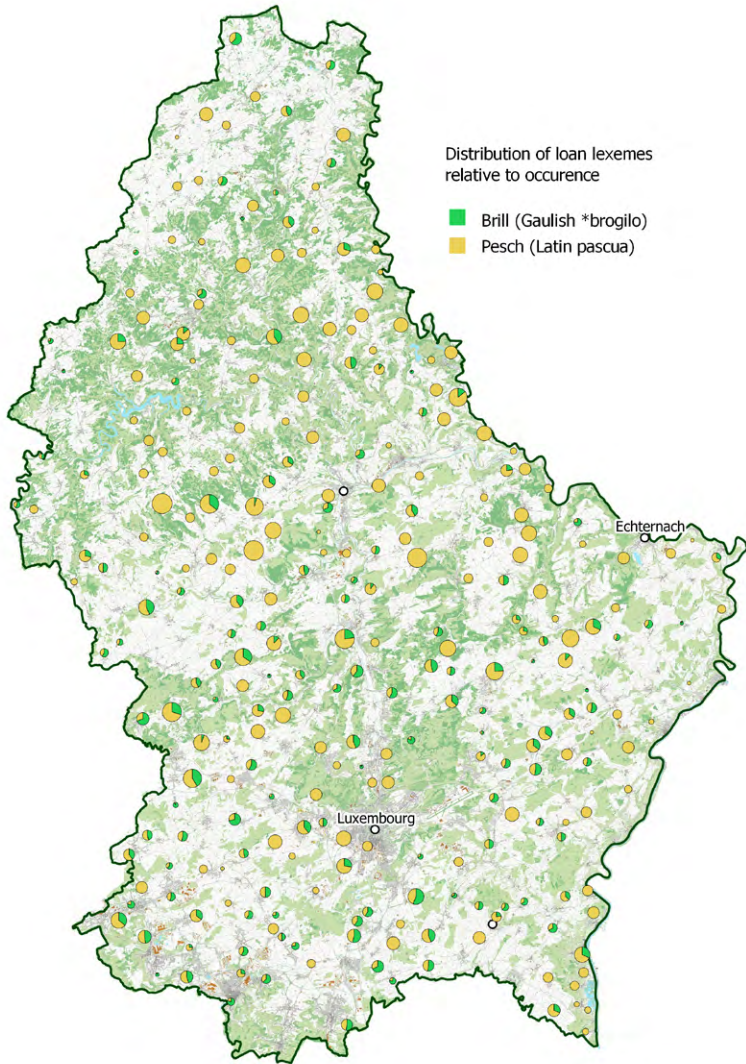 Distribution of loan lexemes
relative to occurence
Brill (Gaulish *brogilo)
Pesch (Latin pascua)
Echternach
Luxembourg